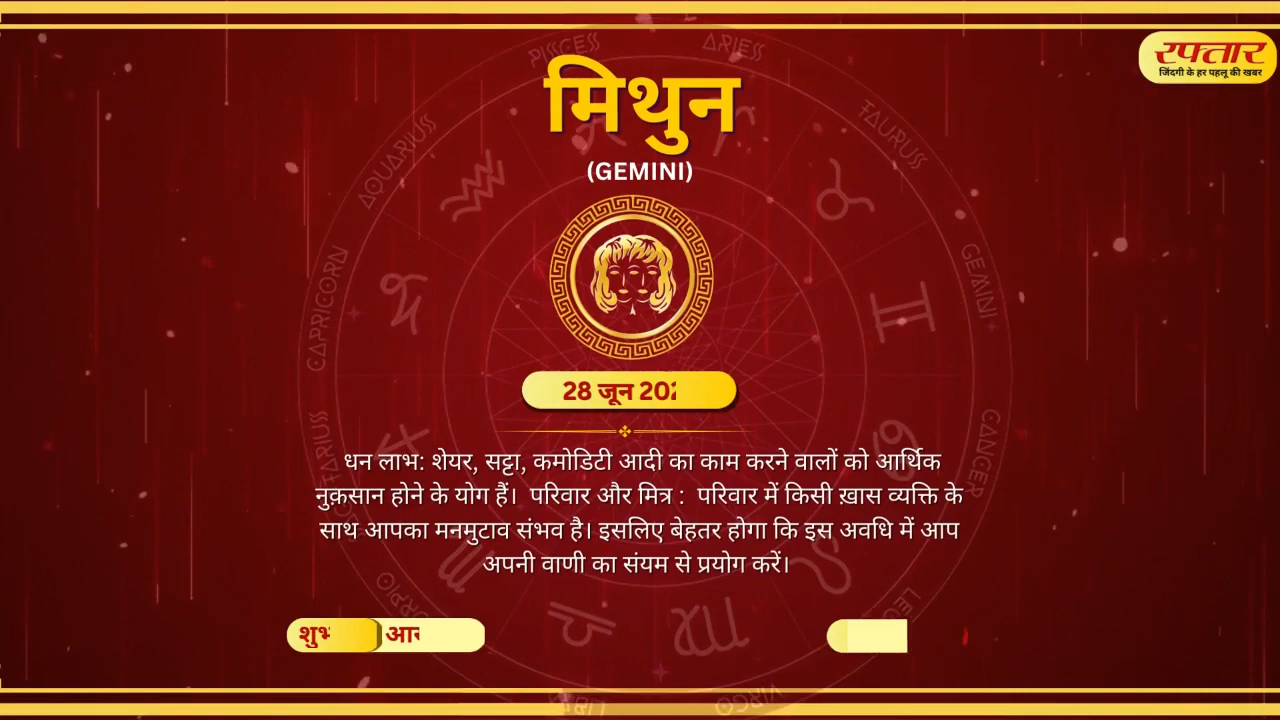 PISCES ARIES
रफ्तार
जिंदगी के हर पहलू की खबर
मिथुन
AQUARIUS
TAURUS
(GEMINI)
CAPRICORN
GEMINI
28 जून
CANCER
धन लाभ: शेयर, सट्टा, कमोडिटी आदी का काम करने वालों को आर्थिक
नुक़सान होने के योग हैं। परिवार और मित्र : परिवार में किसी ख़ास व्यक्ति के
साथ आपका मनमुटाव संभव है। इसलिए बेहतर होगा कि इस अवधि में आप
अपनी वाणी का संयम से प्रयोग करें।
VIRGO